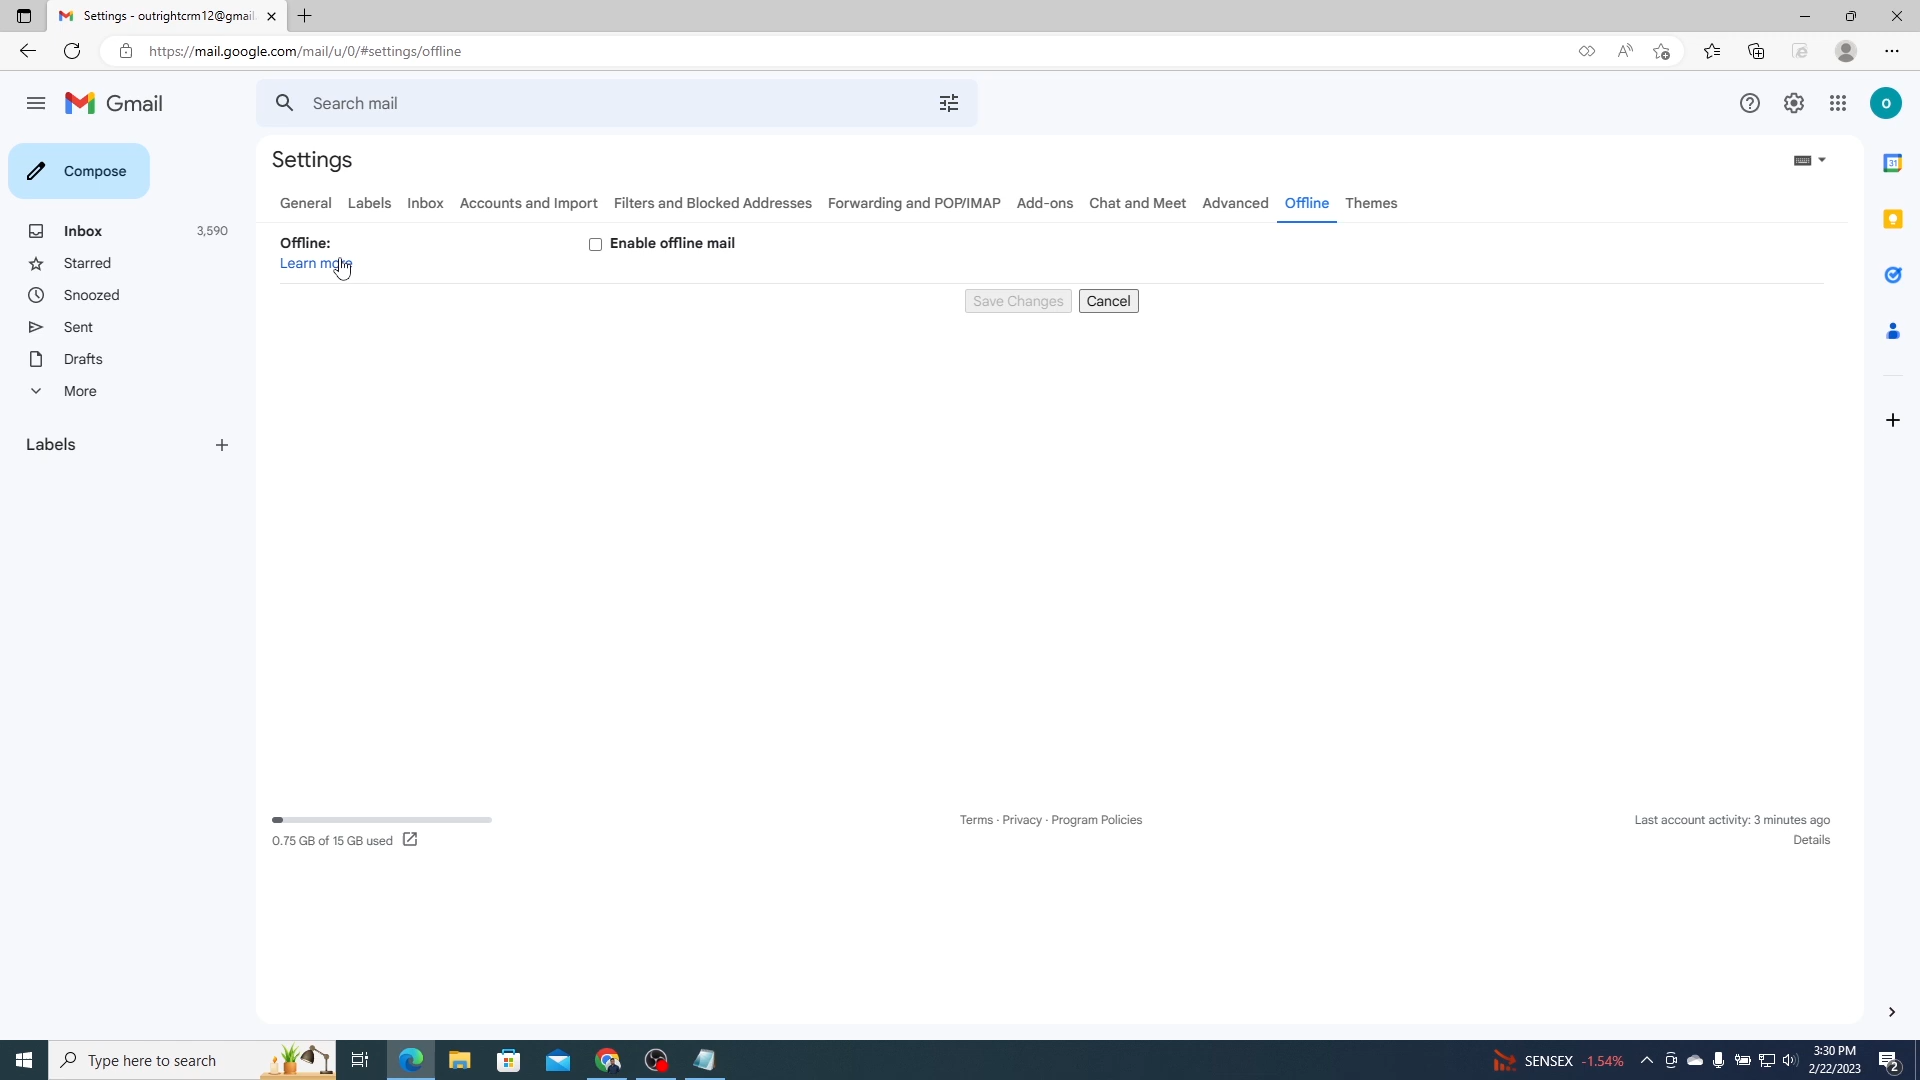 Settings - outrightcrm12@gmail.
https://mail.google.com/mail/u/0/#settings/offline
Gmail
Search mail
o
Compose
Settings
General Labels Inbox Accounts and Import Filters and Blocked Addresses Forwarding and POP/IMAP Add-ons Chat and Meet Advanced Offline Themes
Inbox 3,590
Starred
Snoozed
Sent
Drafts
More
Labels
Offline:
Enable offline mail
Learn more
Save Changes Cancel
31
0.75 GB of 15 GB used
Terms · Privacy · Program Policies
Last account activity: 3 minutes ago
Details
Type here to search
SENSEX -1.54%
3:30 PM
2/22/2023
2